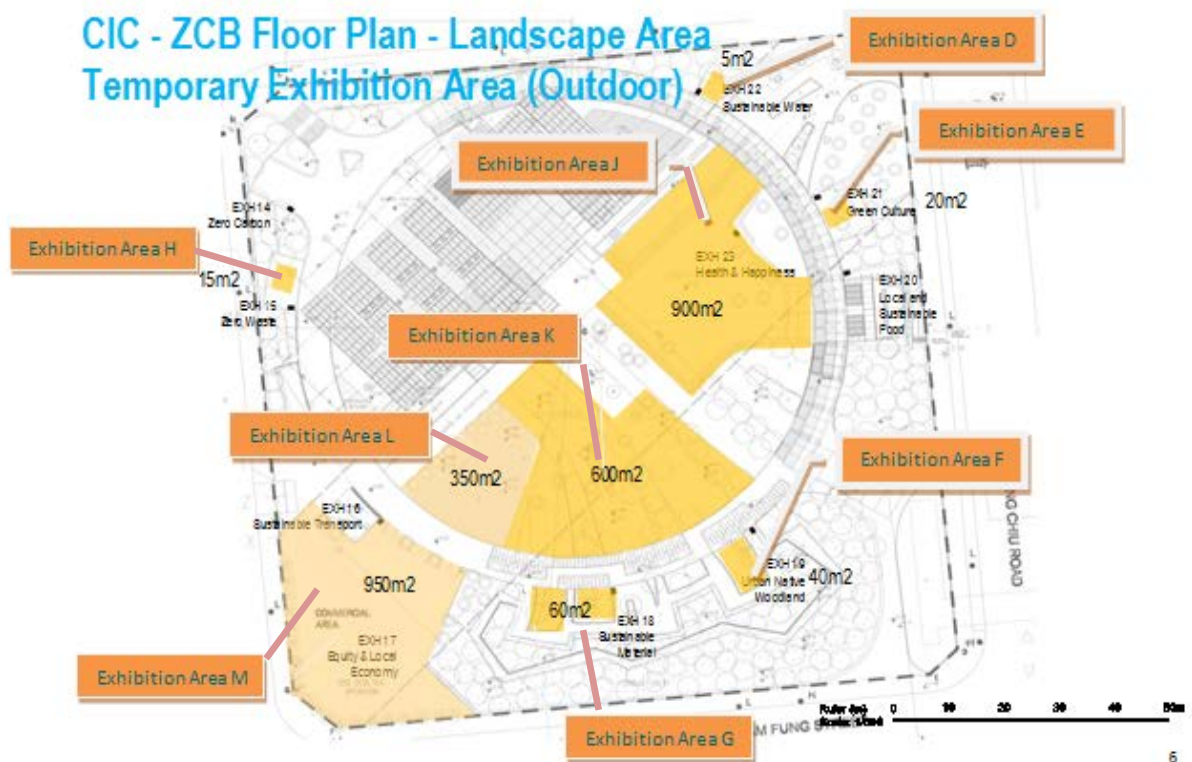 CIC - ZCB Floor Plan - Landscape Area
Temporary Exhibition Area (Outdoor)
Exhibition Area D
5m2
EXH 22
Sustainable Water
Exhibition Area E
Exhibition Area J
EXH 14
Zero Carbon
EXH 21
Green Culture
20m2
Exhibition Area H
15m2
EXH 23
Health & Happiness
EXH 20
Local and
Sustainable
Food
EXH 15
Zero Waste
900m2
Exhibition Area K
Exhibition Area L
350m2
600m2
Exhibition Area F
EXH 16
Sustainable Transport
EXH 19
Urban Native
Woodland
40m2
950m2
COMMERCIAL
AREA
60m2
EXH 18
Sustainable
Material
EXH 17
Equity & Local
Economy
Exhibition Area M
Exhibition Area G
CHIU ROAD
FUNG
0 10 20 30 40 50m
6